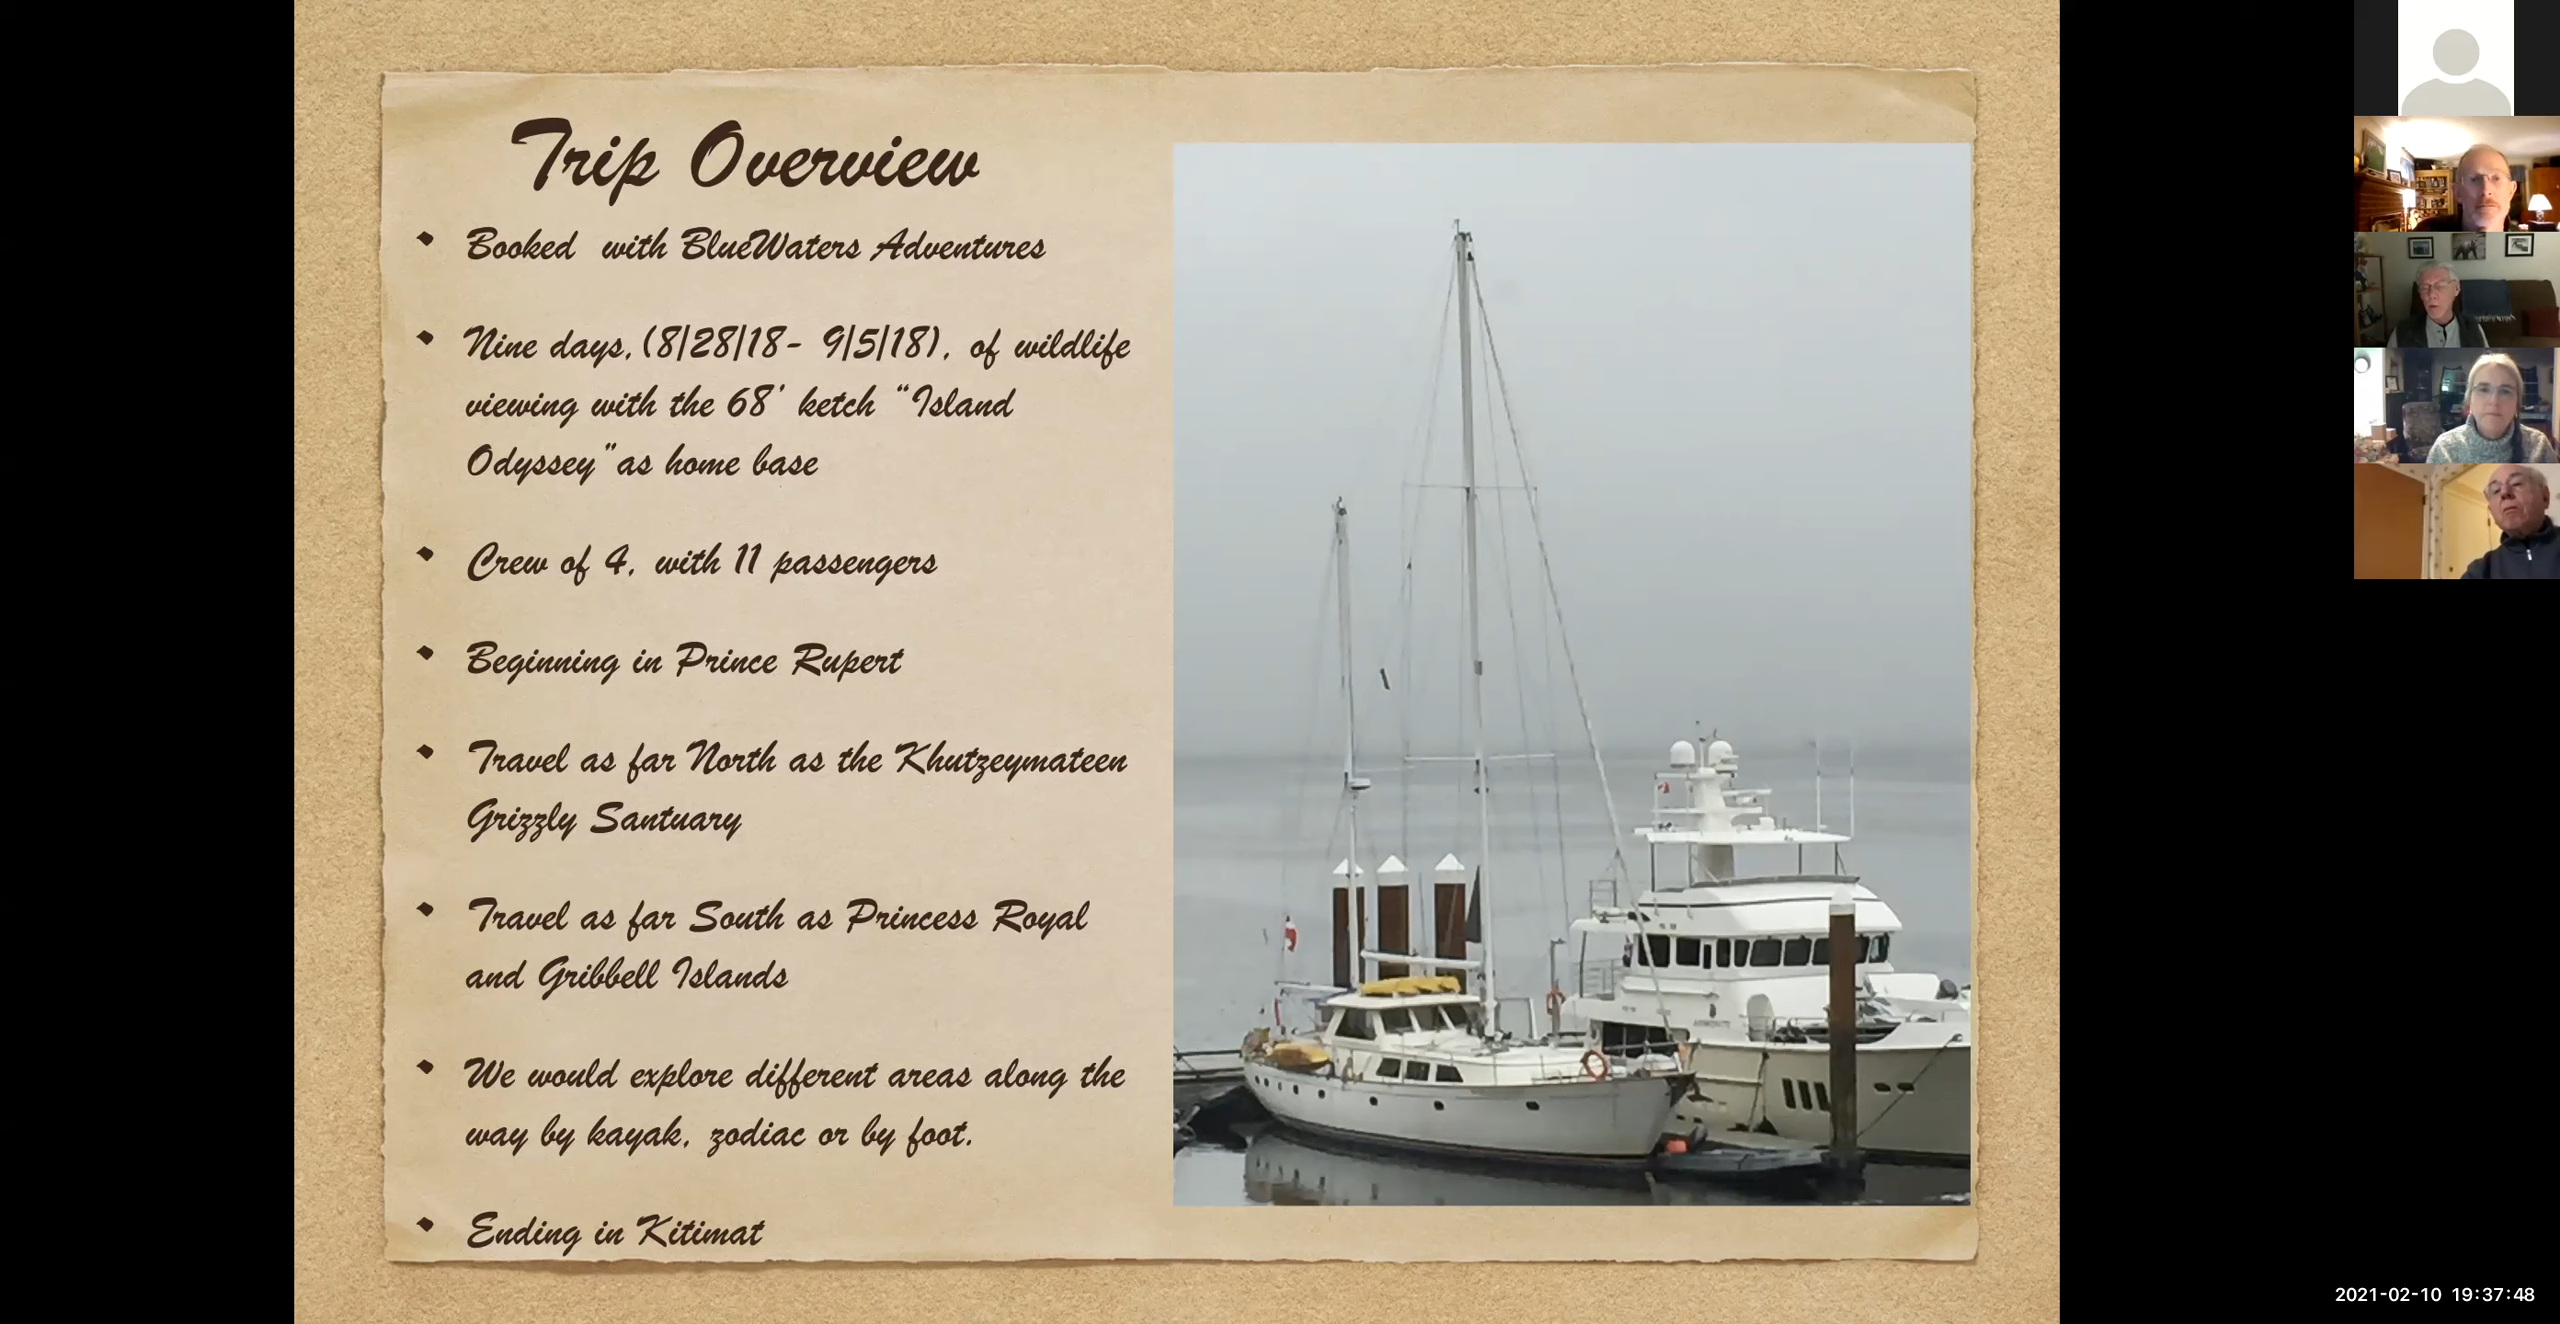 Trip Overview
• Booked with BlueWaters Adventures
• Nine days, (8/28/18- 9/5/18), of wildlife
viewing with the 68' ketch "Island
Odyssey" as home base
• Crew of 4, with 11 passengers
• Beginning in Prince Rupert
• Travel as far North as the Khutzeymateen
Grizzly Santuary
• Travel as far South as Princess Royal
and Gribbell Islands
• We would explore different areas along the
way by kayak, zodiac or by foot.
• Ending in Kitimat
2021-02-10 19:37:48